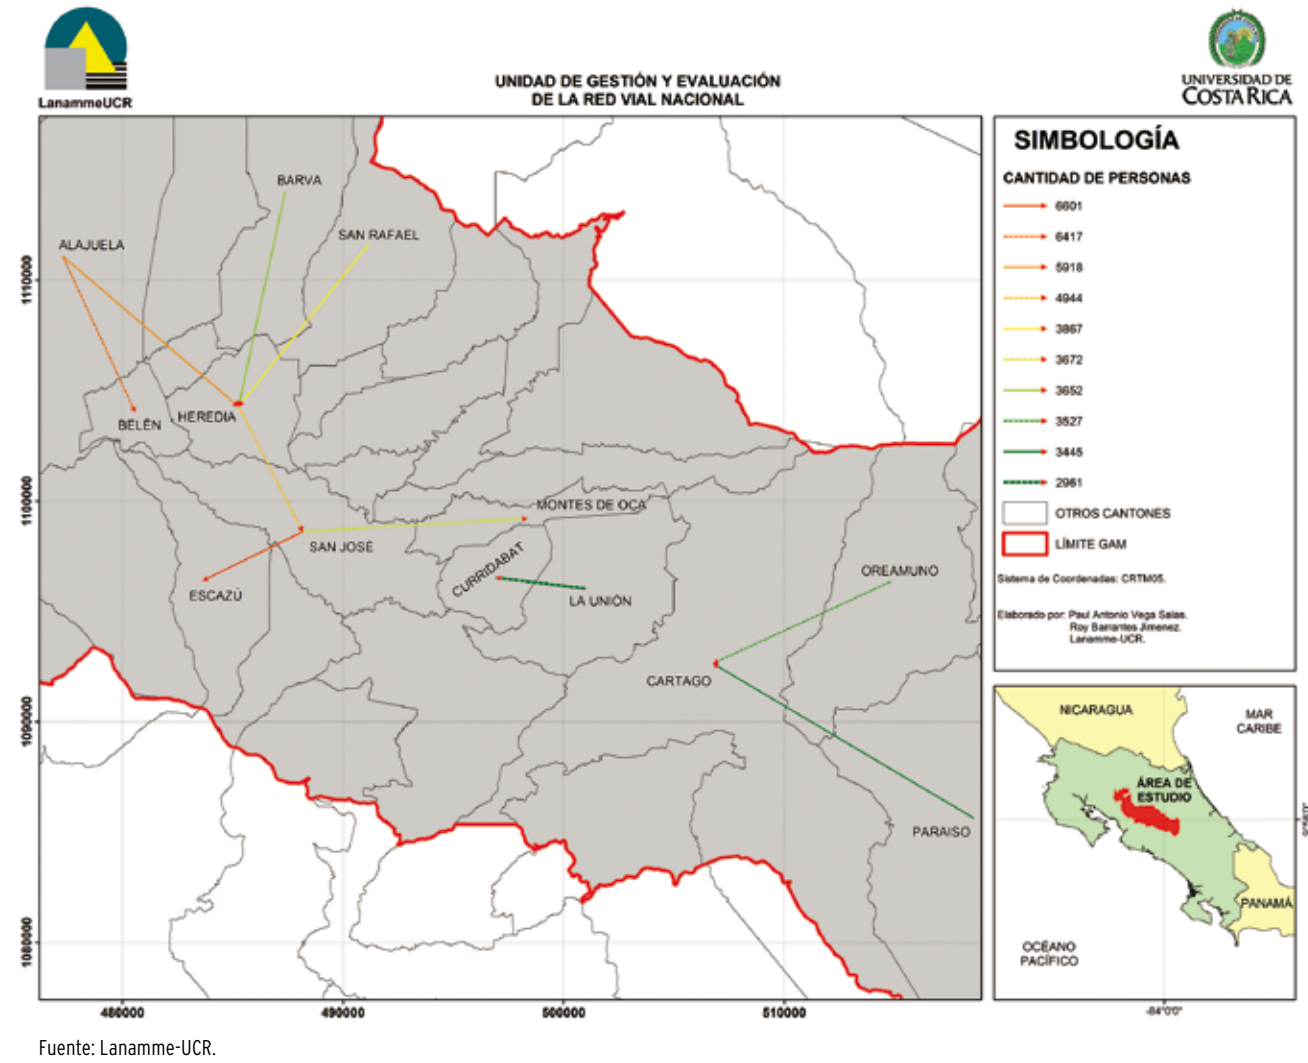 LanammeUCR
UNIDAD DE GESTIÓN Y EVALUACIÓN
DE LA RED VIAL NACIONAL
UNIVERSIDAD DE
COSTA RICA
BARVA
SAN RAFAEL
ALAJUELA
HEREDIA
BELÉN
MONTES DE OCA
SAN JOSÉ
CURRIDABAT
ESCAZÚ
LA UNIÓN
OREAMUNO
CARTAGO
PARAISO
1110000
1100000
1090000
1080000
480000
490000
500000
510000
SIMBOLOGÍA
CANTIDAD DE PERSONAS
6601
6417
5918
4944
3867
3672
3652
3527
3445
2961
OTROS CANTONES
LÍMITE GAM
Sistema de Coordenadas: CRTM05.
Elaborado por: Paul Antonio Vega Salas.
Roy Barrantes Jimenez.
Lanamme-UCR.
NICARAGUA
MAR
CARIBE
ÁREA DE
ESTUDIO
PANAMÁ
OCÉANO
PACÍFICO
-84°0'0"
Fuente: Lanamme-UCR.